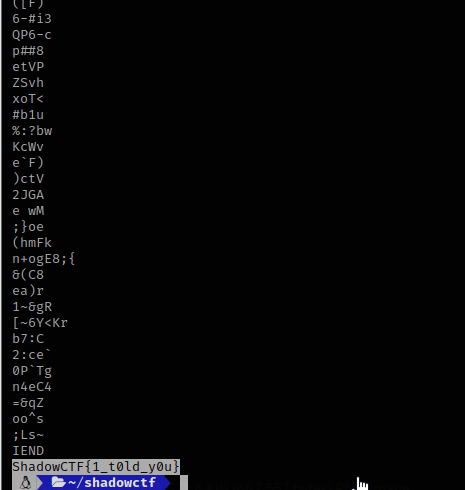 ([F)
6-#i3
QP6-c
p##8
etVP
ZSvh
xoT<
#b1u
%:?bw
KcWv
e`F)
)ctV
2JGA
e wM
;}oe
(hmFk
n+ogE8;{
&(C8
ea)r
1~&gR
[~6Y<Kr
b7:C
2:ce`
0P`Tg
n4eC4
=&qZ
oo^s
;Ls~
IEND
ShadowCTF{1_t0ld_y0u}
~/shadowctf